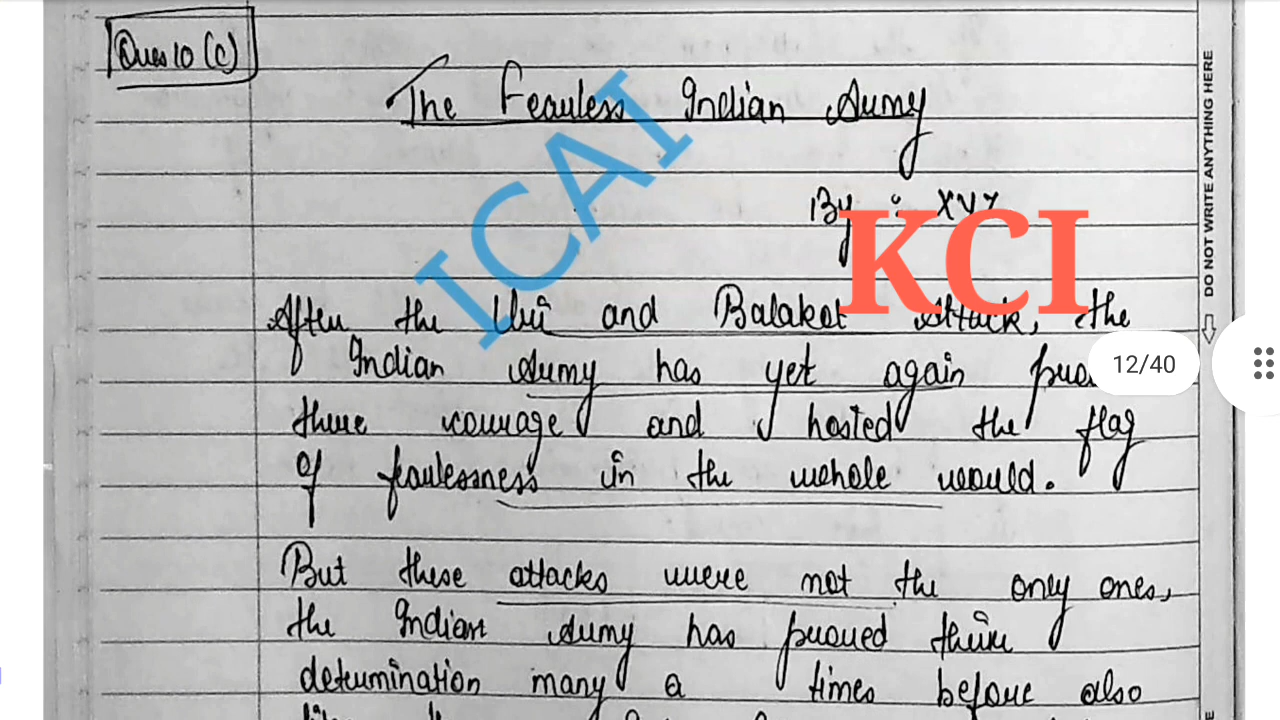 Ques 10 (C)
The Fearless Indian Army
By : XYZ
KCI
ICAI
After the Uri and Balakot Attack, the
Indian Army has yet again
there courage and hosted the flag
of fearlessness in the wehole world.
But these attacks were not the only ones,
the Indian Army has proved their
determination many a times before also
DO NOT WRITE ANYTHING HERE
12/40